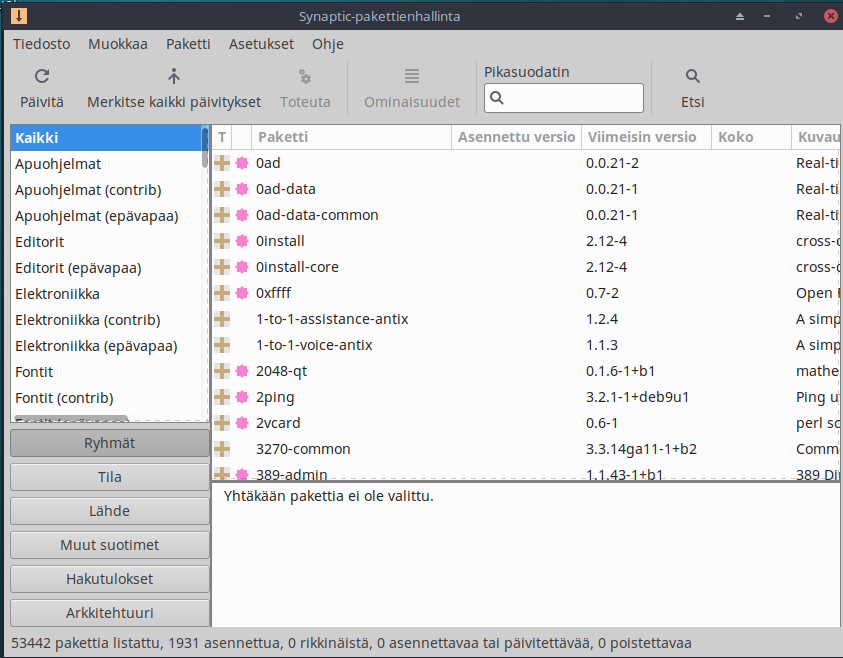 Synaptic-pakettienhallinta
Tiedosto Muokkaa Paketti Asetukset Ohje
Päivitä Merkitse kaikki päivitykset Toteuta Ominaisuudet Pikasuodatin Etsi
Kaikki
Apuohjelmat
Apuohjelmat (contrib)
Apuohjelmat (epävapaa)
Editorit
Editorit (epävapaa)
Elektroniikka
Elektroniikka (contrib)
Elektroniikka (epävapaa)
Fontit
Fontit (contrib)
Ryhmät
Tila
Lähde
Muut suotimet
Hakutulokset
Arkkitehtuuri
T Paketti Asennettu versio Viimeisin versio Koko Kuvau
0ad 0.0.21-2 Real-ti
0ad-data 0.0.21-1 Real-ti
0ad-data-common 0.0.21-1 Real-ti
0install 2.12-4 cross-d
0install-core 2.12-4 cross-d
0xffff 0.7-2 Open F
1-to-1-assistance-antix 1.2.4 A simp
1-to-1-voice-antix 1.1.3 A simp
2048-qt 0.1.6-1+b1 mathe
2ping 3.2.1-1+deb9u1 Ping u
2vcard 0.6-1 perl sc
3270-common 3.3.14ga11-1+b2 Comm
389-admin 1.1.43-1+b1 389 Di
Yhtäkään pakettia ei ole valittu.
53442 pakettia listattu, 1931 asennettua, 0 rikkinäistä, 0 asennettavaa tai päivitettävää, 0 poistettavaa